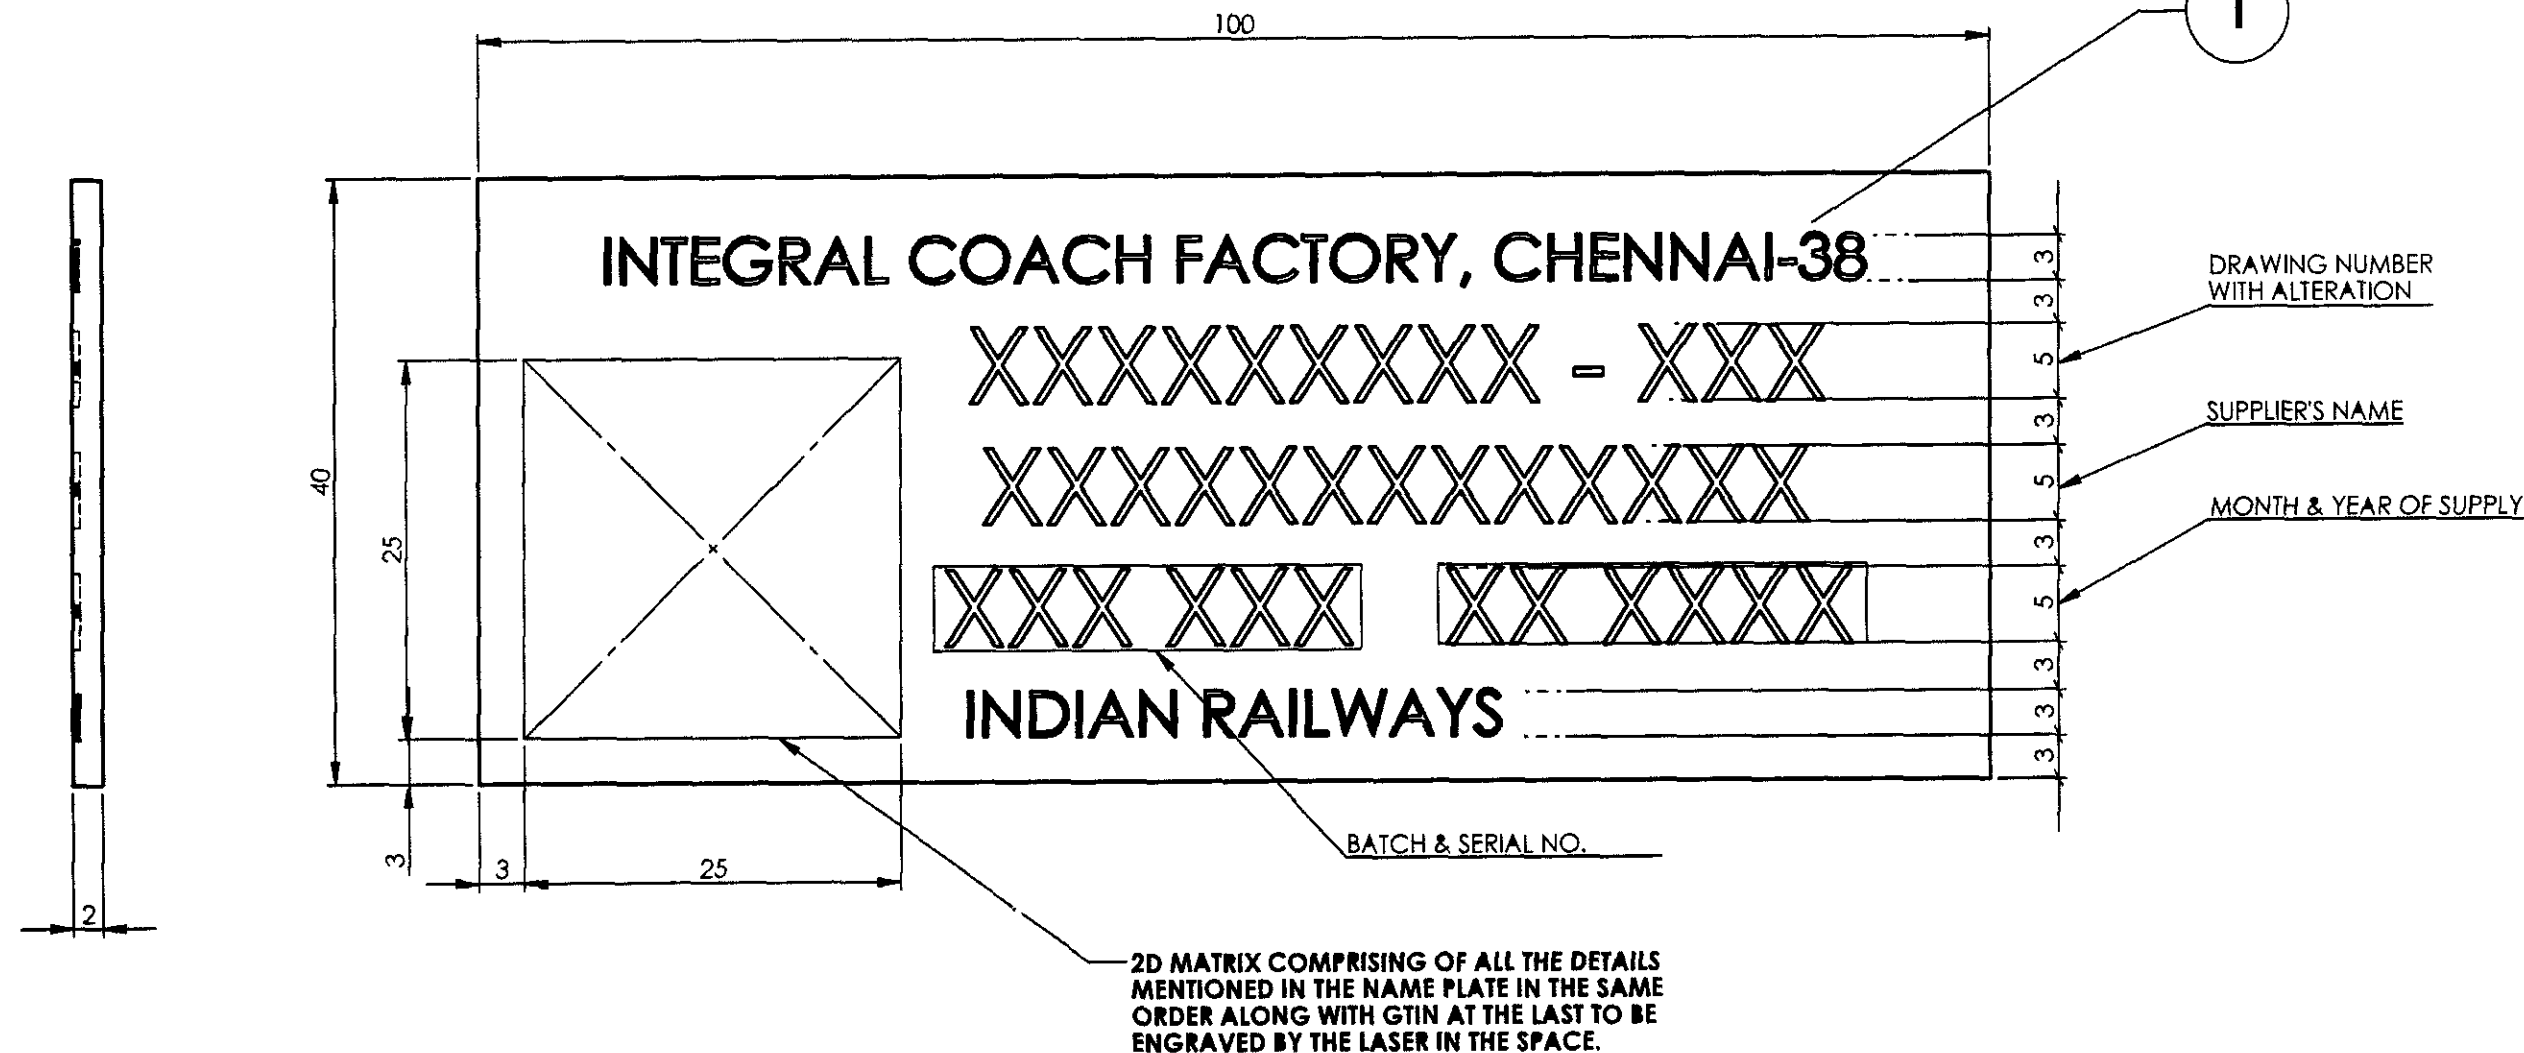 100
1
INTEGRAL COACH FACTORY, CHENNAI-38
3
DRAWING NUMBER
WITH ALTERATION
3
XXXXXXXXX - XXX
5
SUPPLIER'S NAME
3
40
XXXXXXXXXXXXX
5
MONTH & YEAR OF SUPPLY
25
3
XXX XXX
XX XXXX
5
3
INDIAN RAILWAYS
3
3
BATCH & SERIAL NO.
3
3
25
2
2D MATRIX COMPRISING OF ALL THE DETAILS
MENTIONED IN THE NAME PLATE IN THE SAME
ORDER ALONG WITH GTIN AT THE LAST TO BE
ENGRAVED BY THE LASER IN THE SPACE.